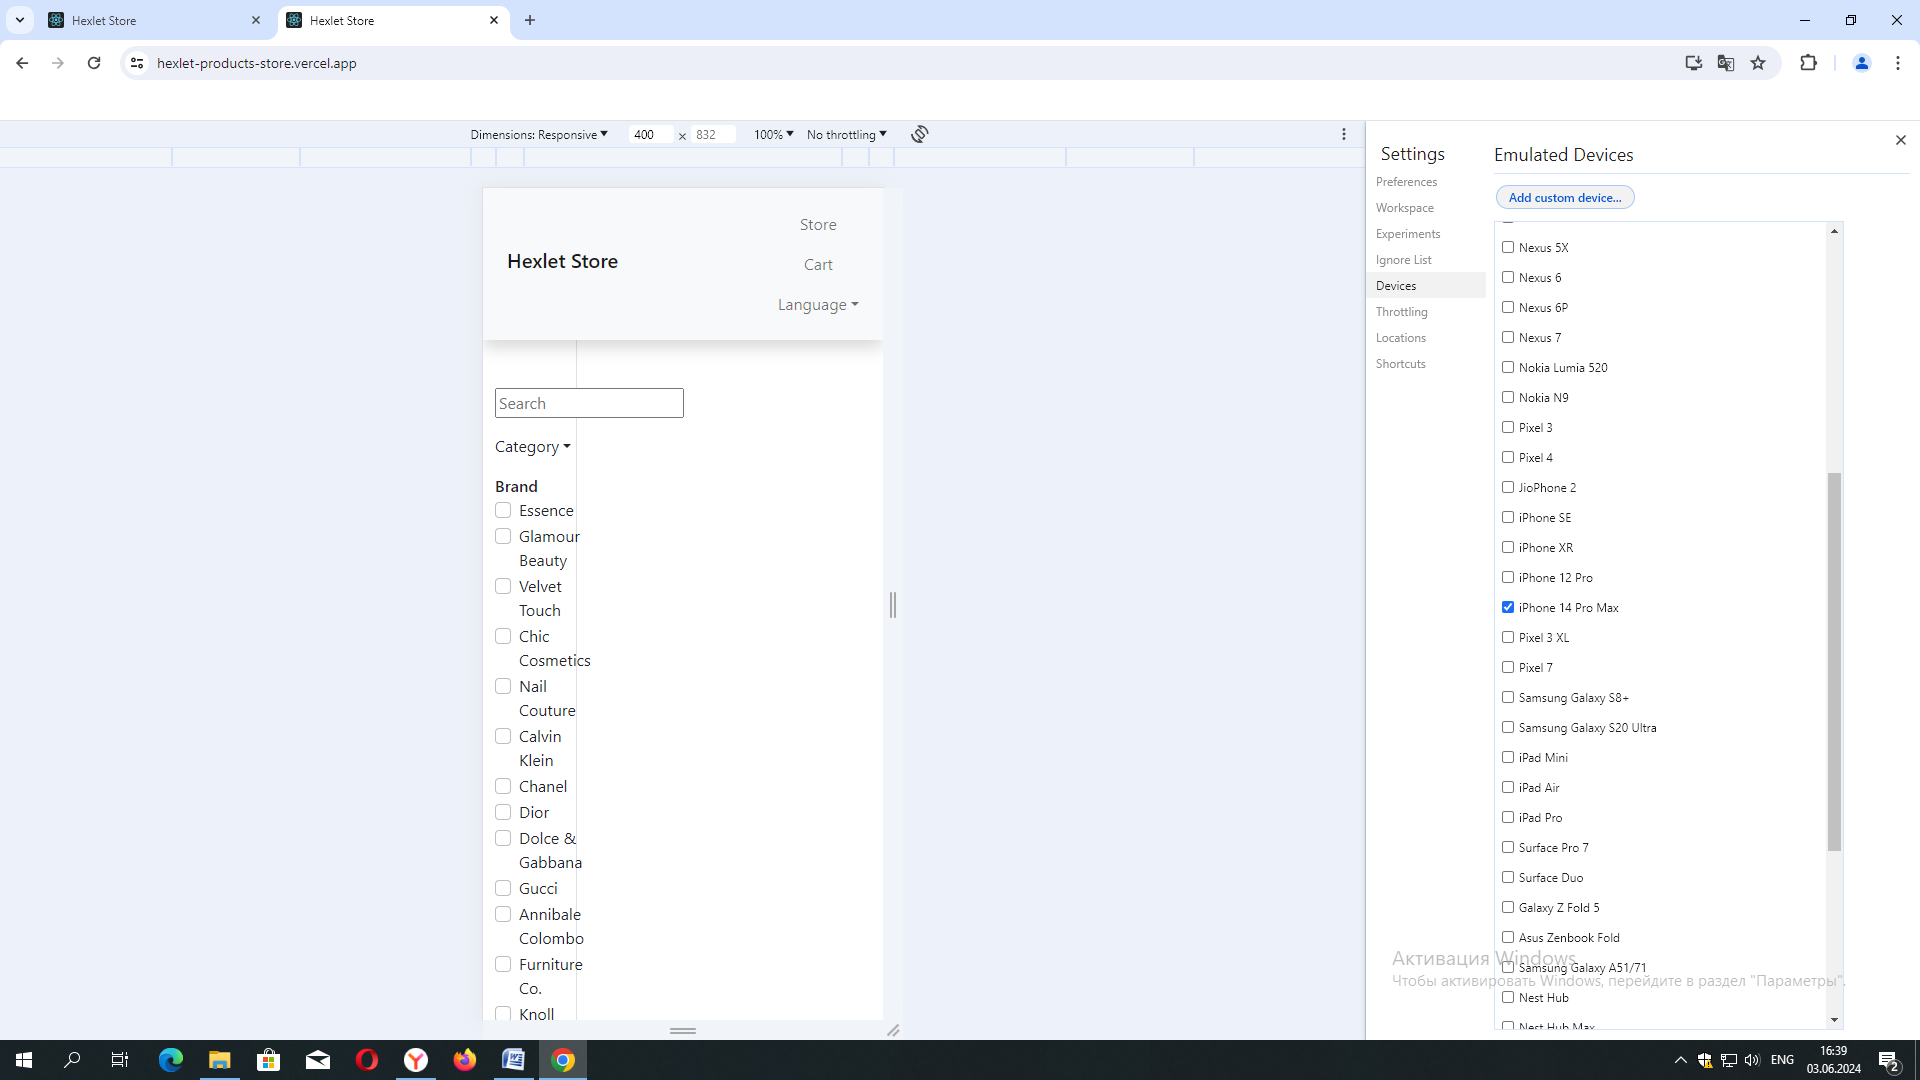 Hexlet Store
Hexlet Store
hexlet-products-store.vercel.app
Dimensions: Responsive
400
×
832
100%
No throttling
Hexlet Store
Store
Cart
Language
Search
Category
Brand
Essence
Glamour
Beauty
Velvet
Touch
Chic
Cosmetics
Nail
Couture
Calvin
Klein
Chanel
Dior
Dolce &
Gabbana
Gucci
Annibale
Colombo
Furniture
Co.
Knoll
Settings
Preferences
Workspace
Experiments
Ignore List
Devices
Throttling
Locations
Shortcuts
Emulated Devices
Add custom device...
Nexus 5X
Nexus 6
Nexus 6P
Nexus 7
Nokia Lumia 520
Nokia N9
Pixel 3
Pixel 4
JioPhone 2
iPhone SE
iPhone XR
iPhone 12 Pro
iPhone 14 Pro Max
Pixel 3 XL
Pixel 7
Samsung Galaxy S8+
Samsung Galaxy S20 Ultra
iPad Mini
iPad Air
iPad Pro
Surface Pro 7
Surface Duo
Galaxy Z Fold 5
Asus Zenbook Fold
Samsung Galaxy A51/71
Nest Hub
Nest Hub Max
Активация Windows
Чтобы активировать Windows, перейдите в раздел "Параметры".
ENG
16:39
03.06.2024
2